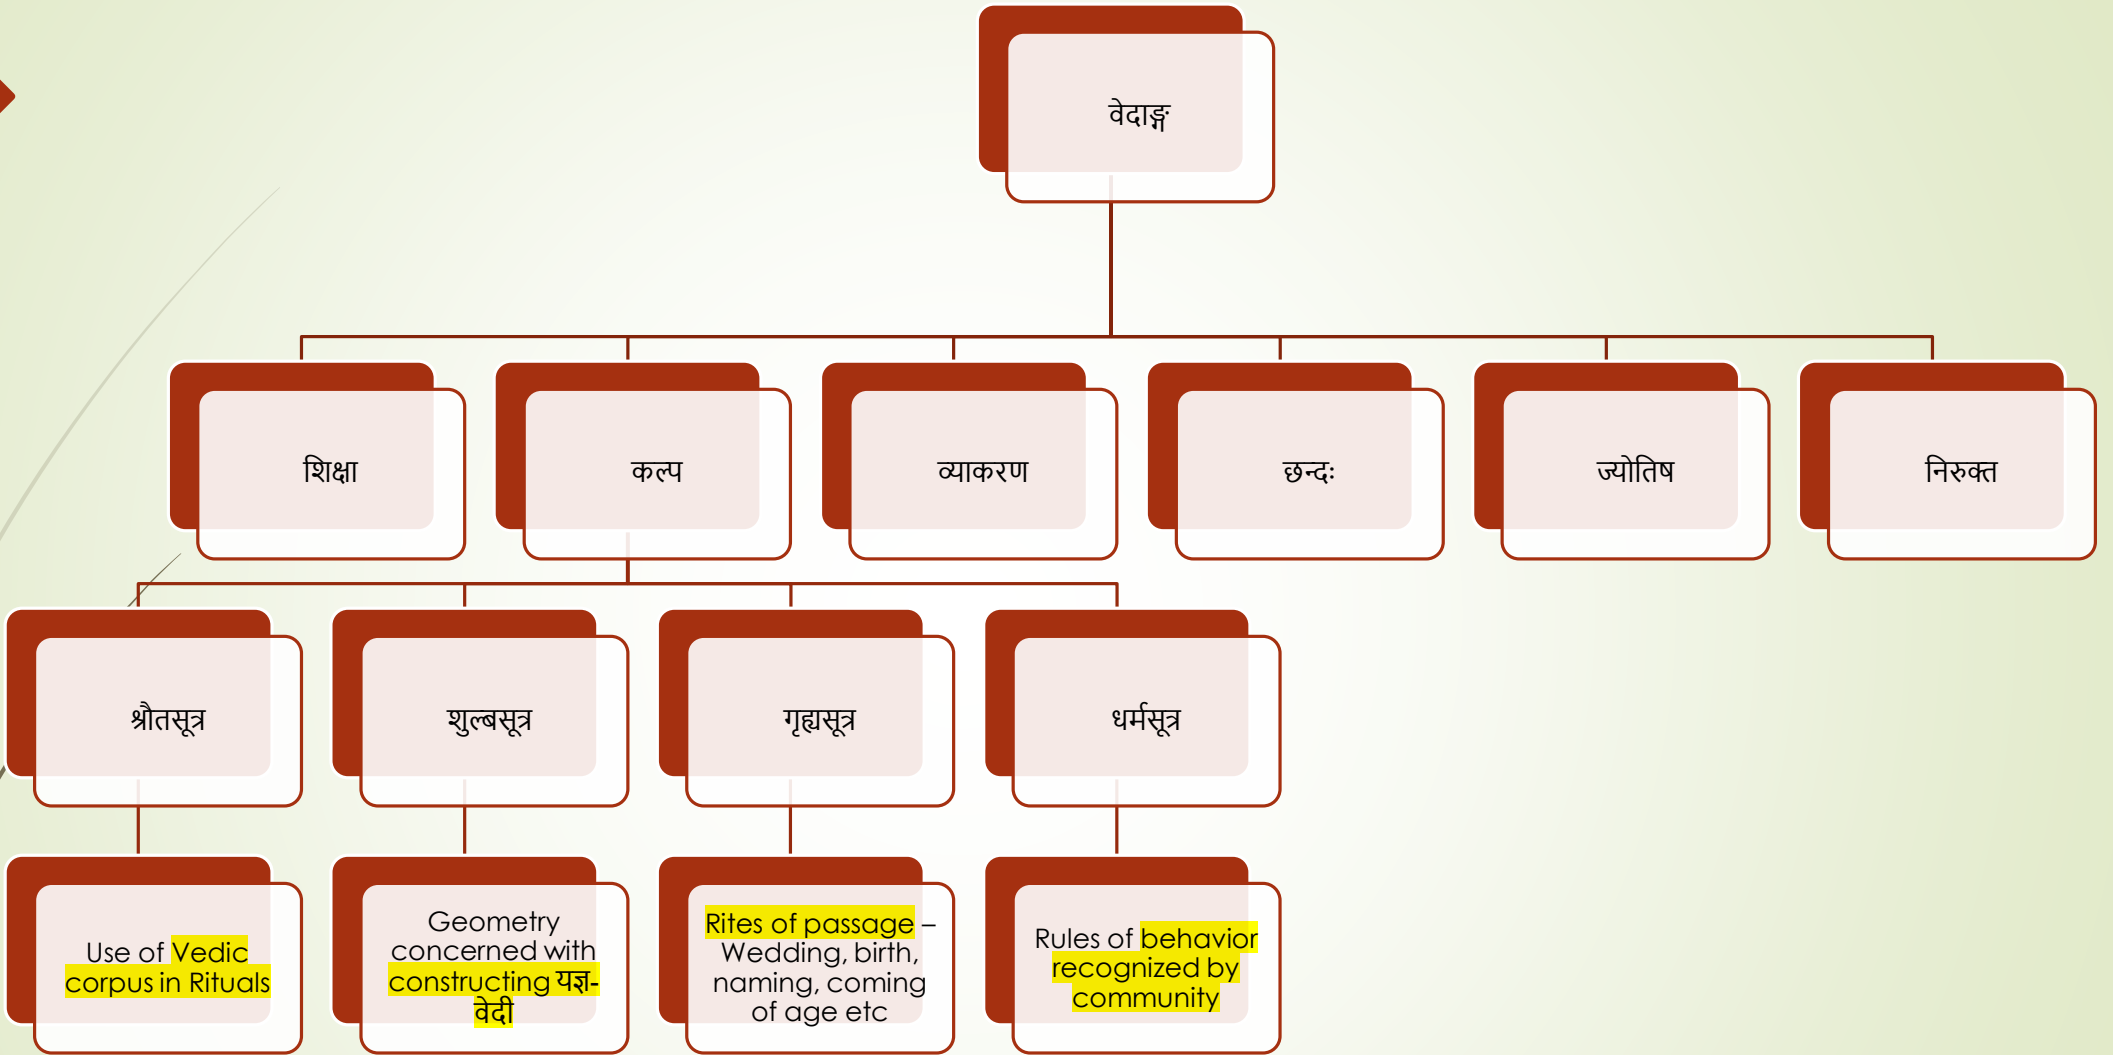 वेदाङ्ग
शिक्षा
कल्प
व्याकरण
छन्दः
ज्योतिष
निरुक्त
श्रौतसूत्र
शुल्बसूत्र
गृह्यसूत्र
धर्मसूत्र
Use of Vedic
corpus in Rituals
Geometry
concerned with
constructing यज्ञ-
वेदी
Rites of passage –
Wedding, birth,
naming, coming
of age etc
Rules of behavior
recognized by
community